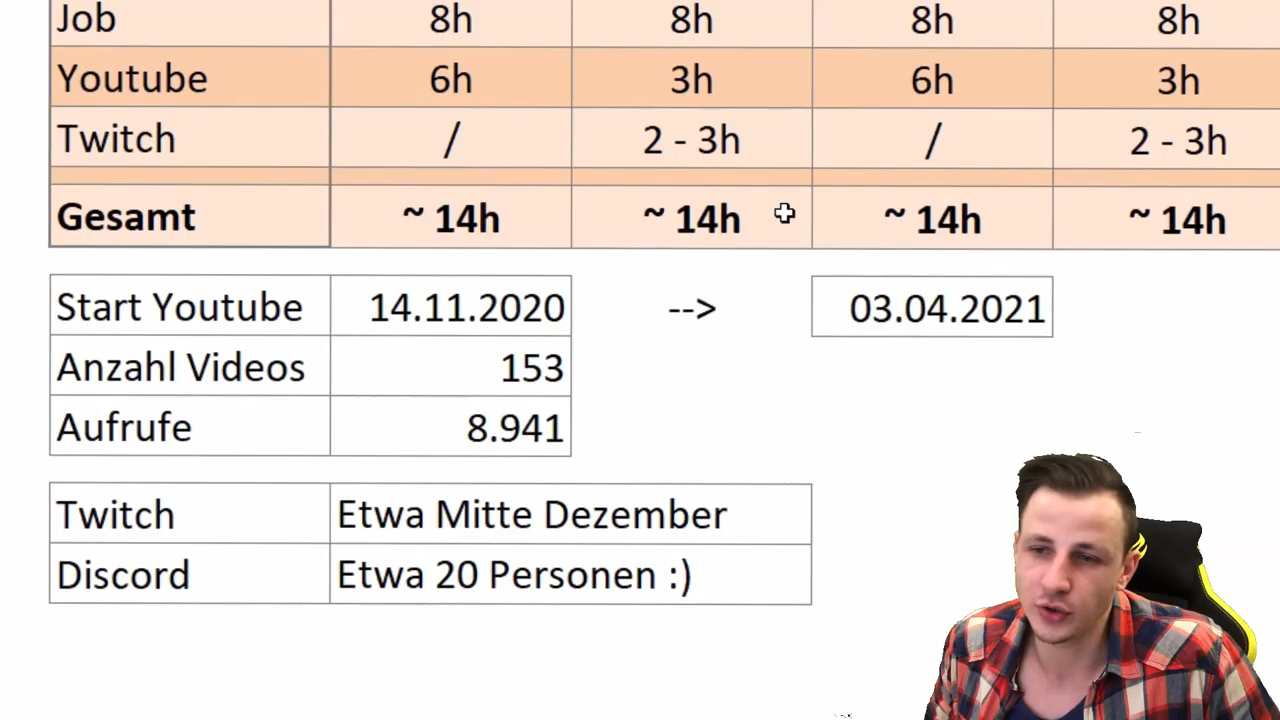 Job 8h 8h 8h 8h
Youtube 6h 3h 6h 3h
Twitch / 2 - 3h / 2 - 3h
Gesamt ~ 14h ~ 14h ~ 14h ~ 14h
Start Youtube 14.11.2020 --> 03.04.2021
Anzahl Videos 153
Aufrufe 8.941
Twitch Etwa Mitte Dezember
Discord Etwa 20 Personen :)